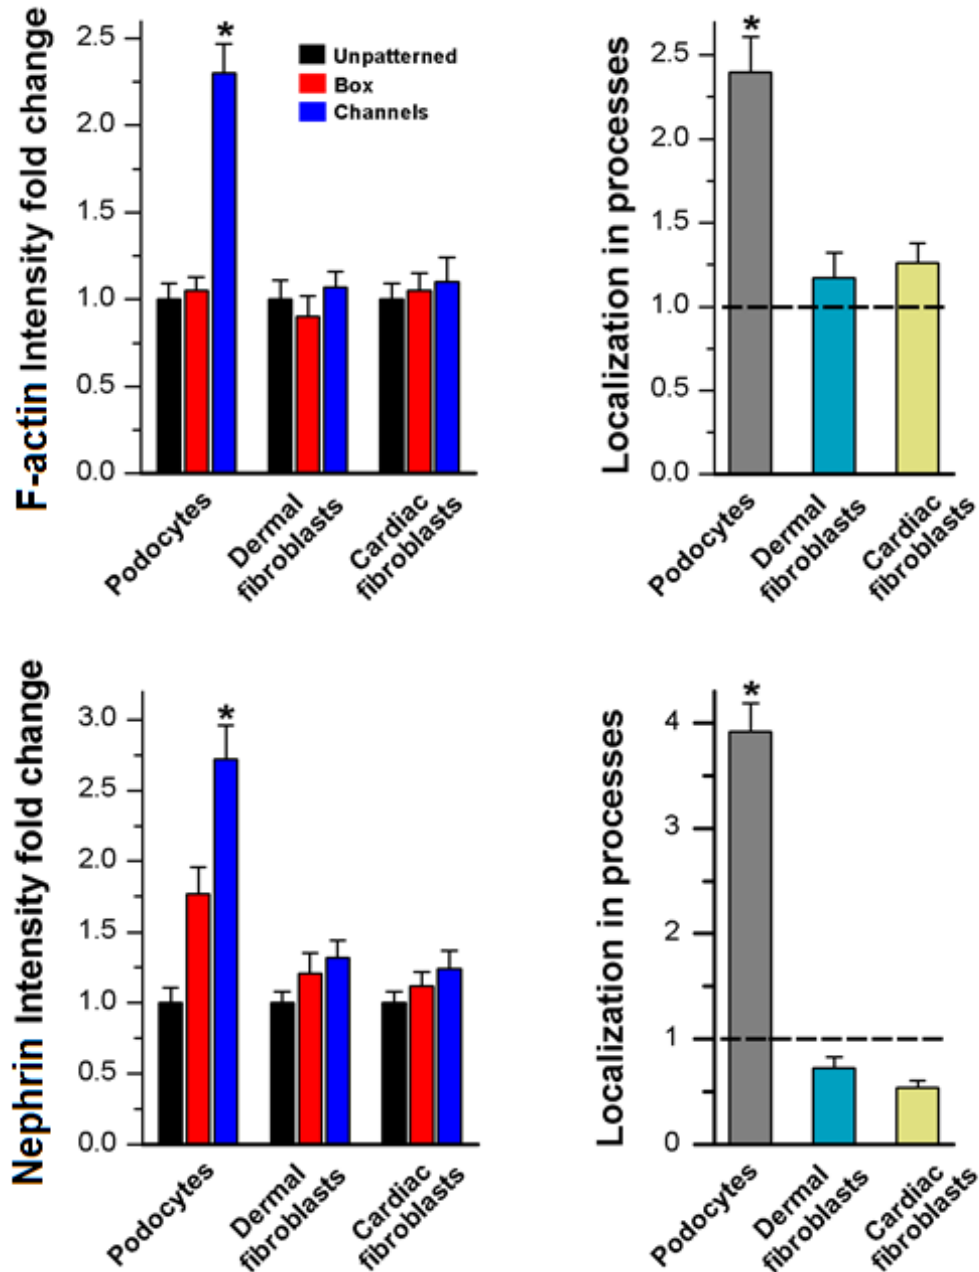 F-actin Intensity fold change
2.5
2.0
1.5
1.0
0.5
0.0
*
Unpatterned
Box
Channels
Podocytes
Dermal
fibroblasts
Cardiac
fibroblasts
Localization in processes
2.5
2.0
1.5
1.0
0.5
0.0
*
Podocytes
Dermal
fibroblasts
Cardiac
fibroblasts
Nephrin Intensity fold change
3.0
2.5
2.0
1.5
1.0
0.5
0.0
*
Podocytes
Dermal
fibroblasts
Cardiac
fibroblasts
Localization in processes
4
4
2
1
0
*
Podocytes
Dermal
fibroblasts
Cardiac
fibroblasts